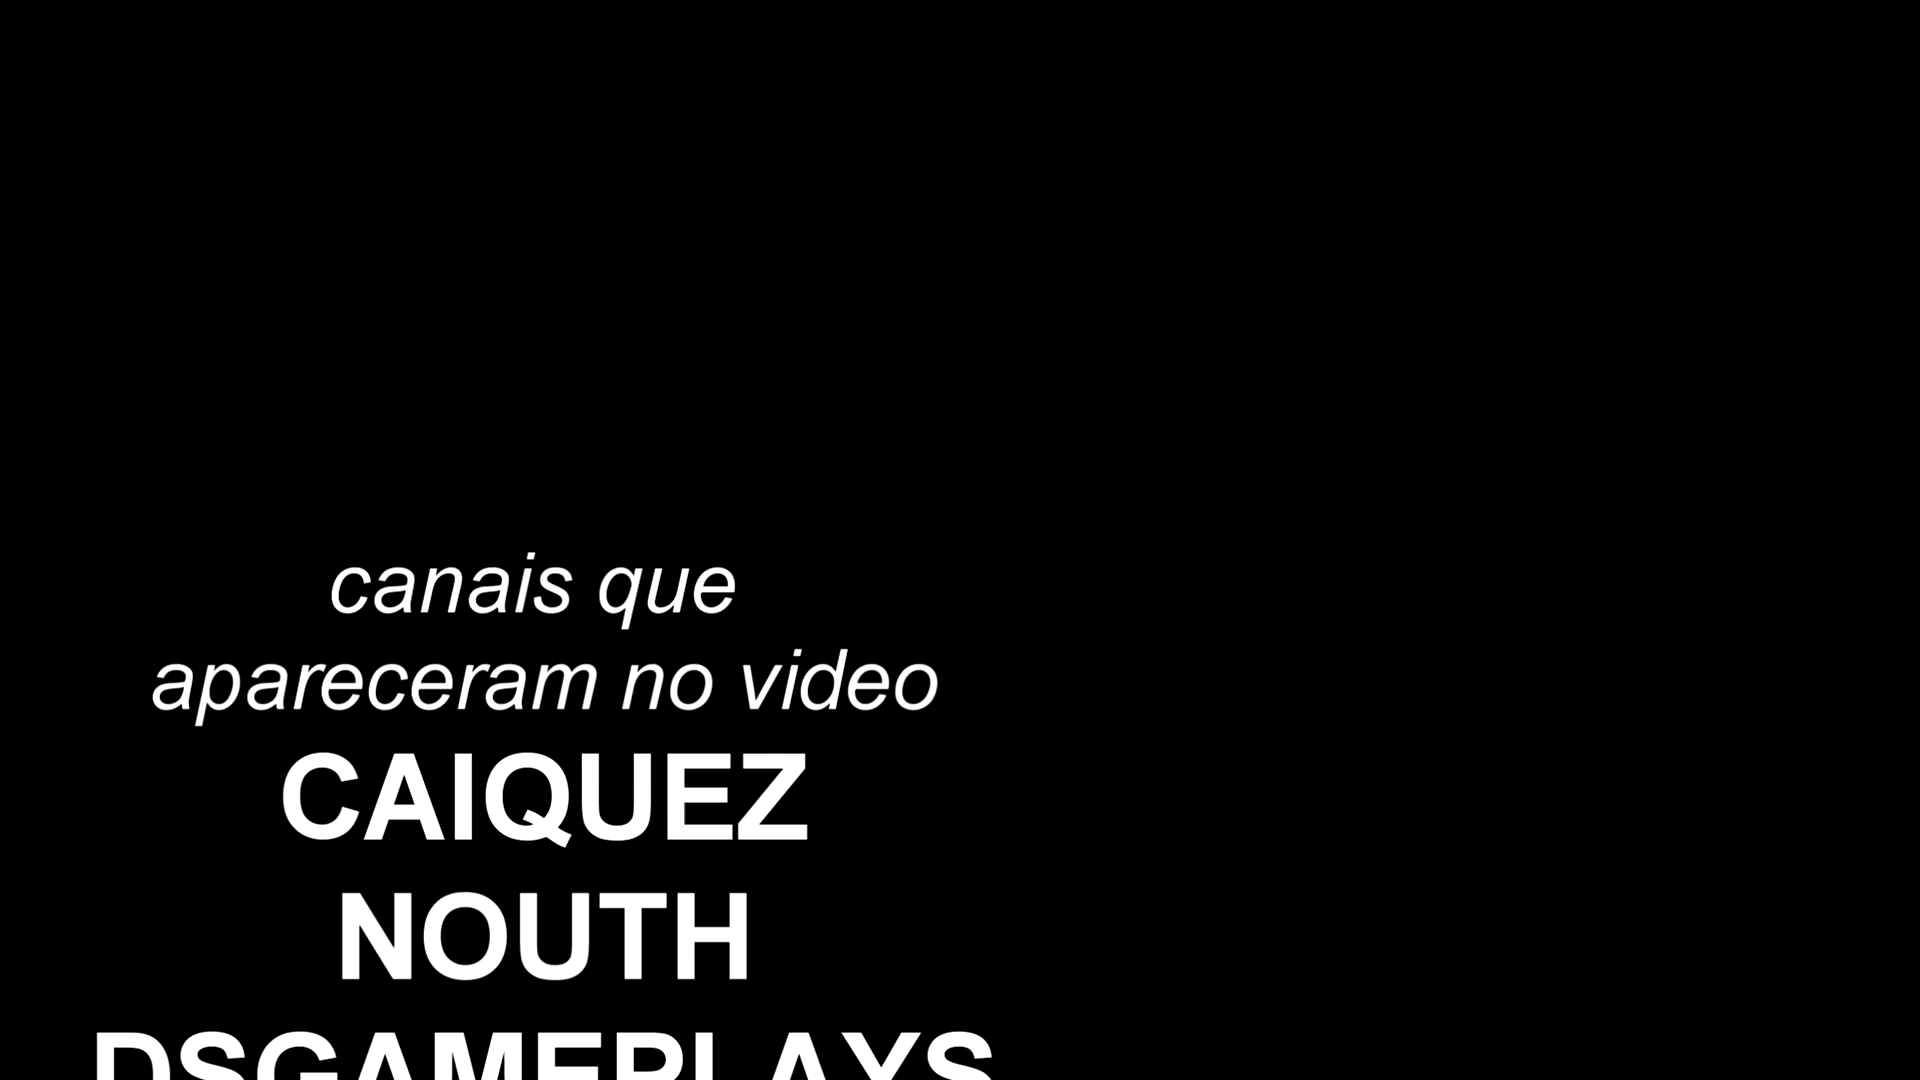 canais que
apareceram no video
CAIQUEZ
NOUTH
DSGAMEPLAYS